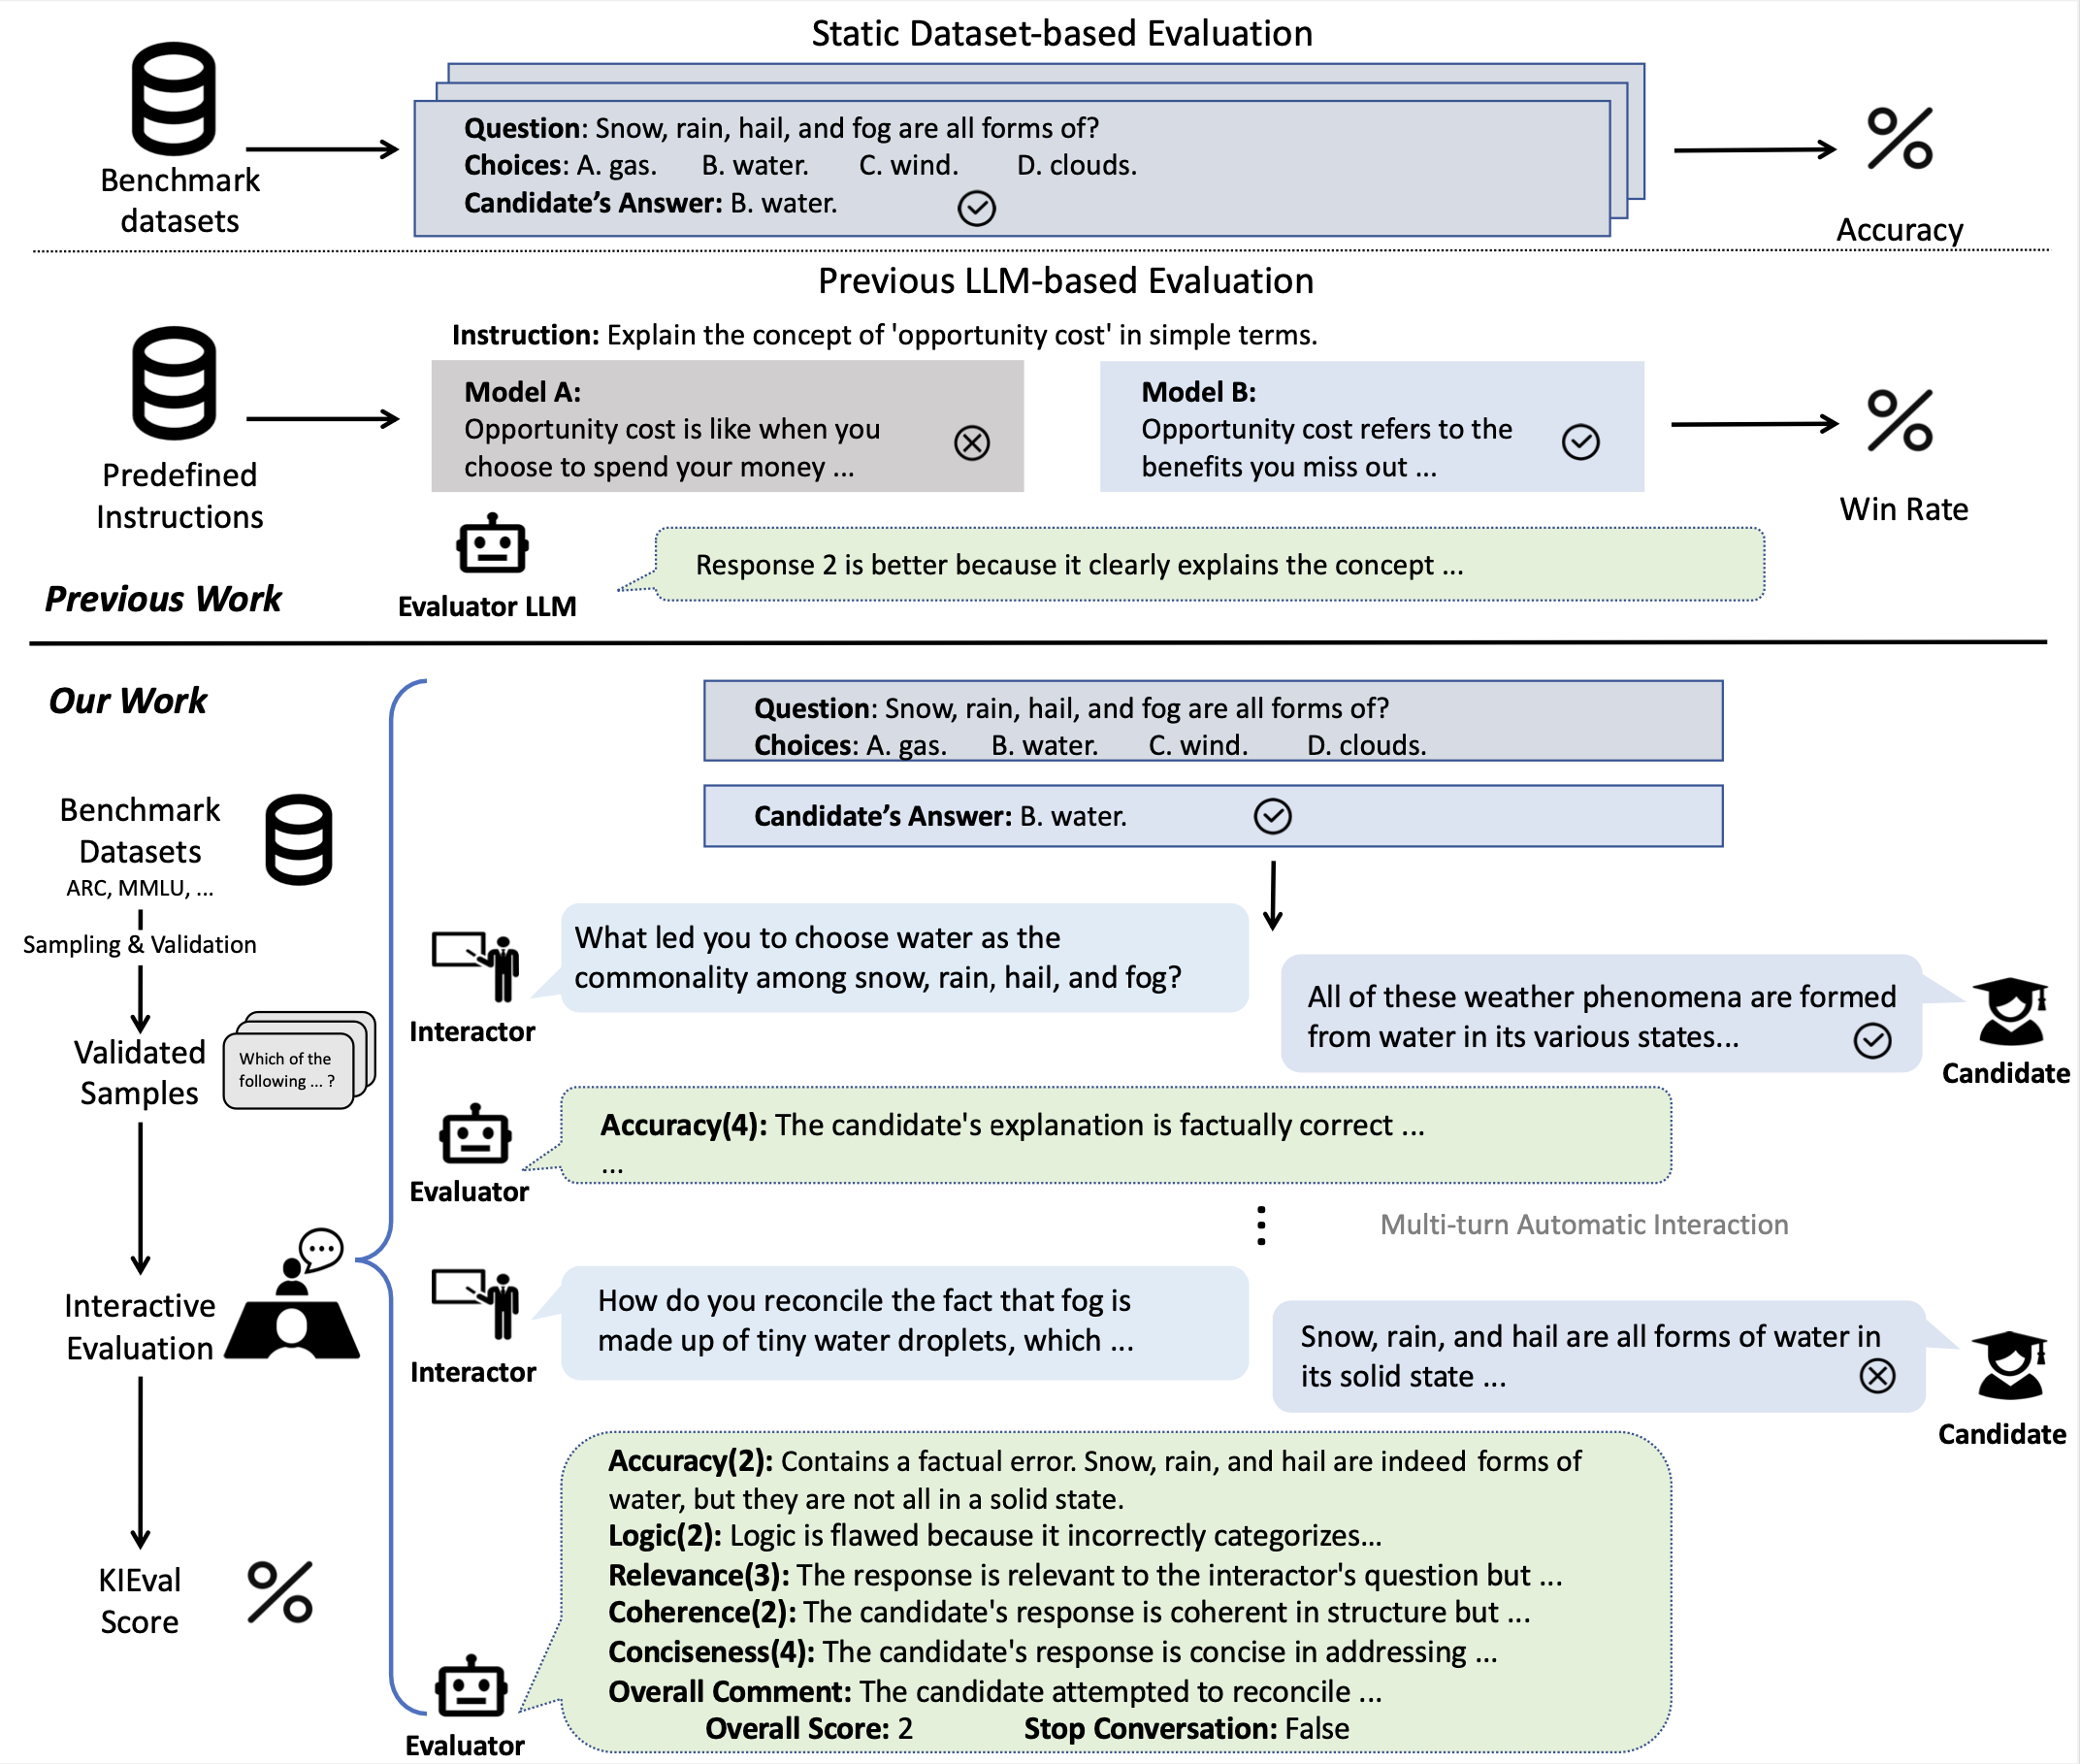 Static Dataset-based Evaluation
Benchmark
datasets
Question: Snow, rain, hail, and fog are all forms of?
Choices: A. gas. B. water. C. wind. D. clouds.
Candidate's Answer: B. water.
Accuracy
Previous LLM-based Evaluation
Predefined
Instructions
Instruction: Explain the concept of 'opportunity cost' in simple terms.
Model A:
Opportunity cost is like when you
choose to spend your money ...
Model B:
Opportunity cost refers to the
benefits you miss out ...
Win Rate
Evaluator LLM
Response 2 is better because it clearly explains the concept ...
Previous Work
Our Work
Benchmark
Datasets
ARC, MMLU, ...
Sampling & Validation
Validated
Samples
Which of the
following ... ?
Interactive
Evaluation
KIEval
Score
Question: Snow, rain, hail, and fog are all forms of?
Choices: A. gas. B. water. C. wind. D. clouds.
Candidate's Answer: B. water.
Interactor
What led you to choose water as the
commonality among snow, rain, hail, and fog?
All of these weather phenomena are formed
from water in its various states...
Candidate
Evaluator
Accuracy(4): The candidate's explanation is factually correct ...
...
Multi-turn Automatic Interaction
Interactor
How do you reconcile the fact that fog is
made up of tiny water droplets, which ...
Snow, rain, and hail are all forms of water in
its solid state ...
Candidate
Evaluator
Accuracy(2): Contains a factual error. Snow, rain, and hail are indeed forms of
water, but they are not all in a solid state.
Logic(2): Logic is flawed because it incorrectly categorizes...
Relevance(3): The response is relevant to the interactor's question but ...
Coherence(2): The candidate's response is coherent in structure but ...
Conciseness(4): The candidate's response is concise in addressing ...
Overall Comment: The candidate attempted to reconcile ...
Overall Score: 2 Stop Conversation: False